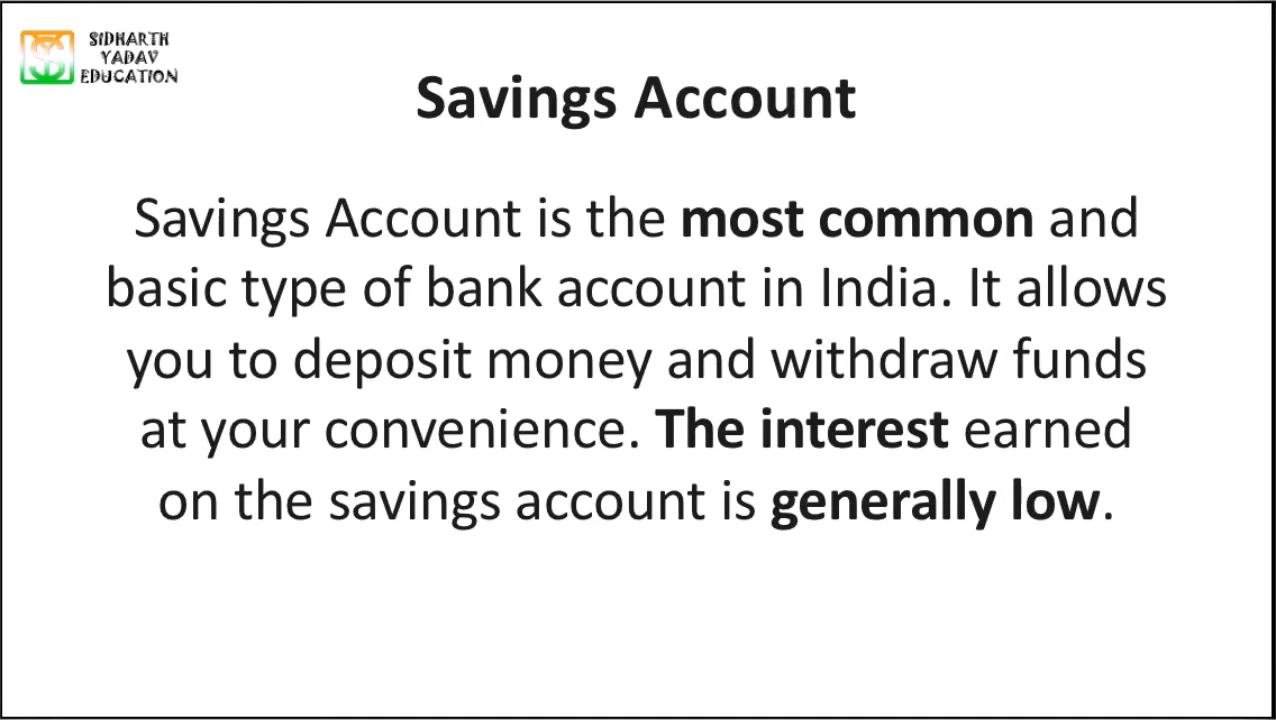 SIDHARTH
YADAV
EDUCATION
Savings Account
Savings Account is the most common and
basic type of bank account in India. It allows
you to deposit money and withdraw funds
at your convenience. The interest earned
on the savings account is generally low.